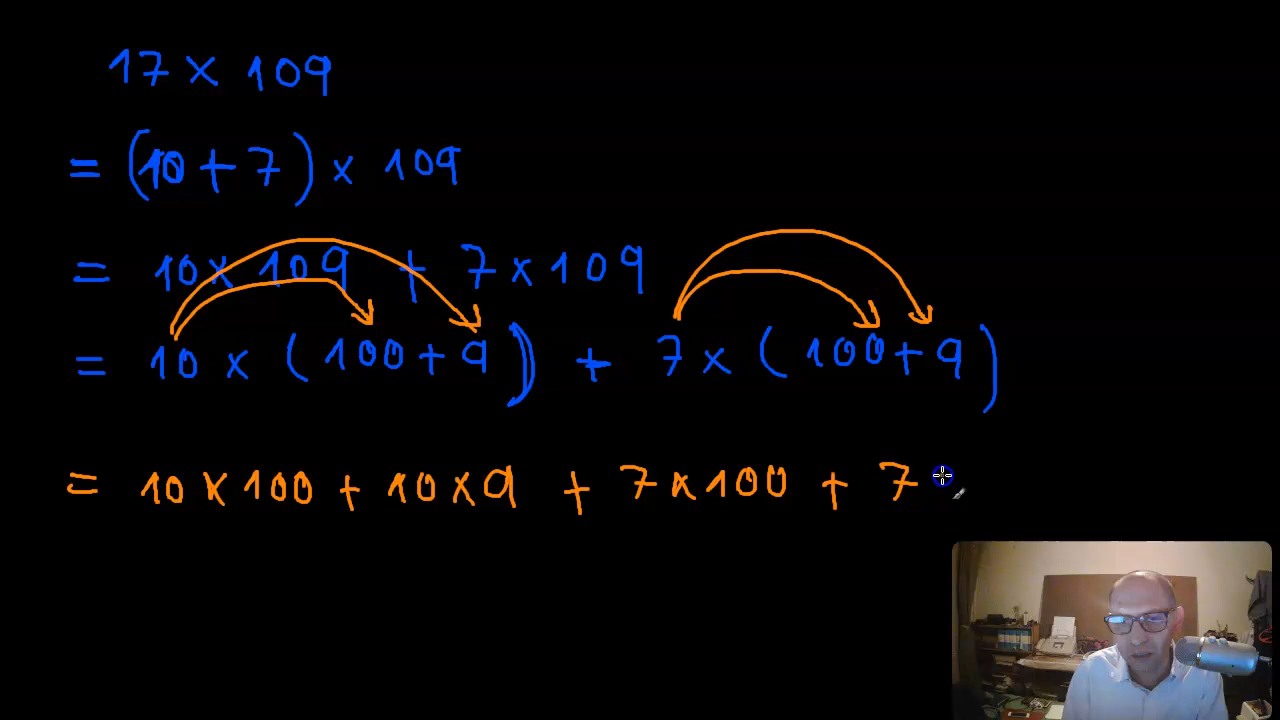 17 × 109
= (10 + 7) × 109
= 10 × 109 + 7 × 109
= 10 × (100 + 9) + 7 × (100 + 9)
= 10 × 100 + 10 × 9 + 7 × 100 + 7